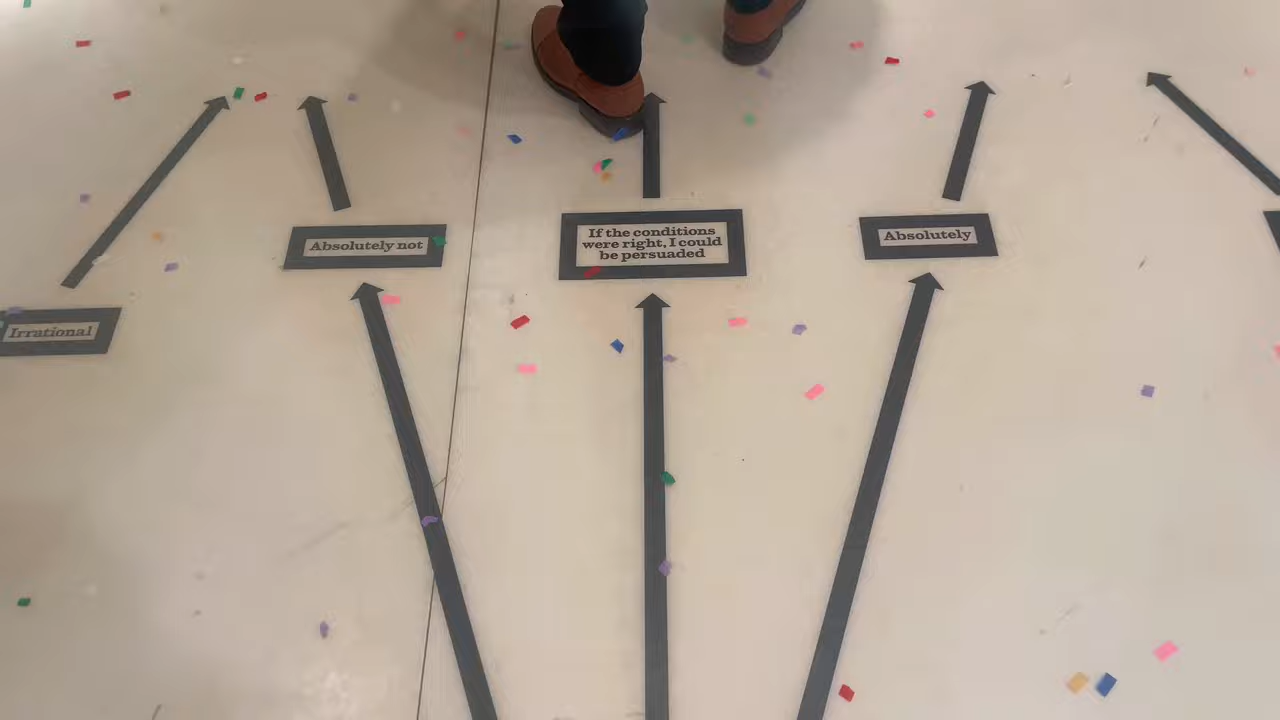 Absolutely not
If the conditions
were right, I could
be persuaded
Absolutely
Irrational